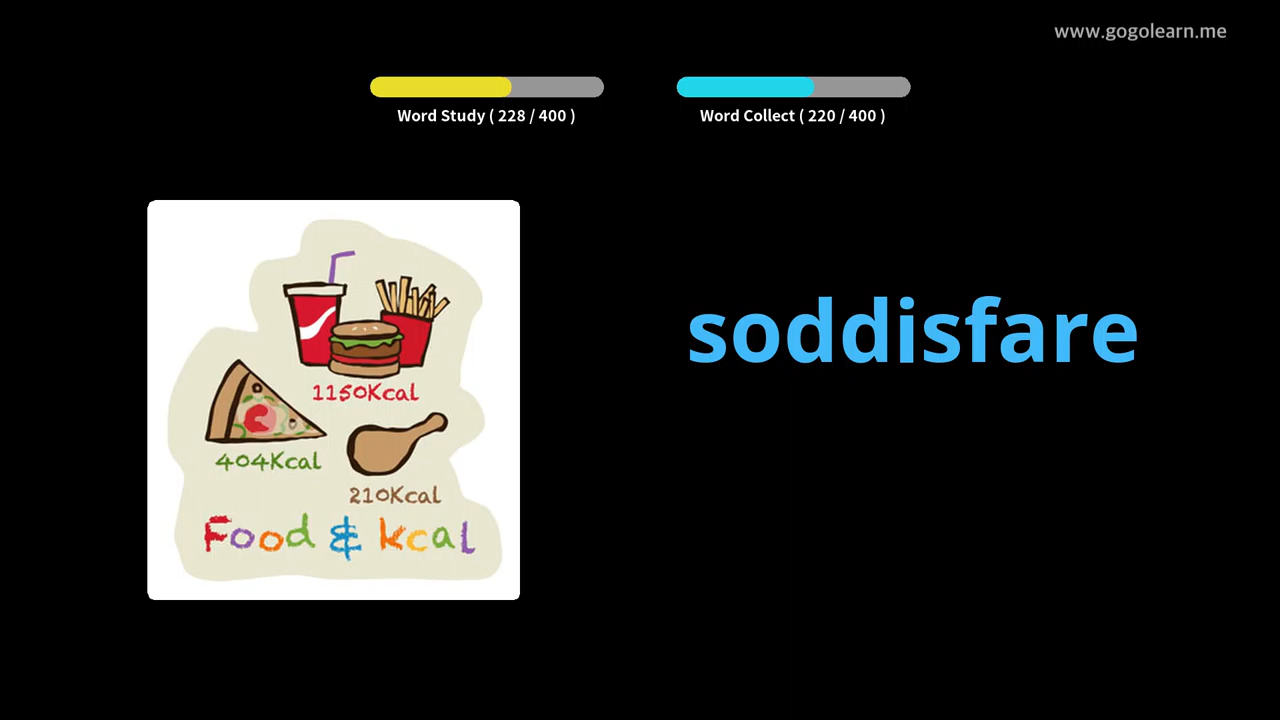 www.gogolearn.me
Word Study ( 228 / 400 )
Word Collect ( 220 / 400 )
soddisfare
1150Kcal
404Kcal
210Kcal
Food & kcal